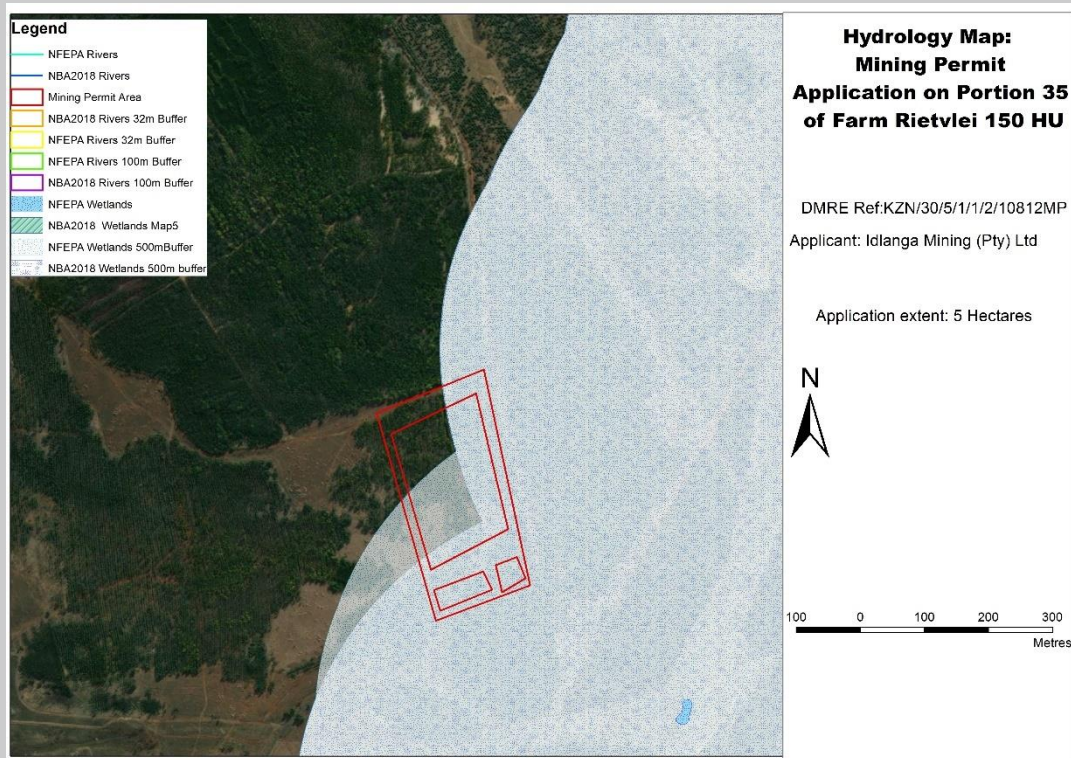 Legend
NFEPA Rivers
NBA2018 Rivers
Mining Permit Area
NBA2018 Rivers 32m Buffer
NFEPA Rivers 32m Buffer
NFEPA Rivers 100m Buffer
NBA2018 Rivers 100m Buffer
NFEPA Wetlands
NBA2018 Wetlands Map5
NFEPA Wetlands 500mBuffer
NBA2018 Wetlands 500m buffer
Hydrology Map:
Mining Permit
Application on Portion 35
of Farm Rietvlei 150 HU
DMRE Ref:KZN/30/5/1/1/2/10812MP
Applicant: Idlanga Mining (Pty) Ltd
Application extent: 5 Hectares
N
100 0 100 200 300
Metres